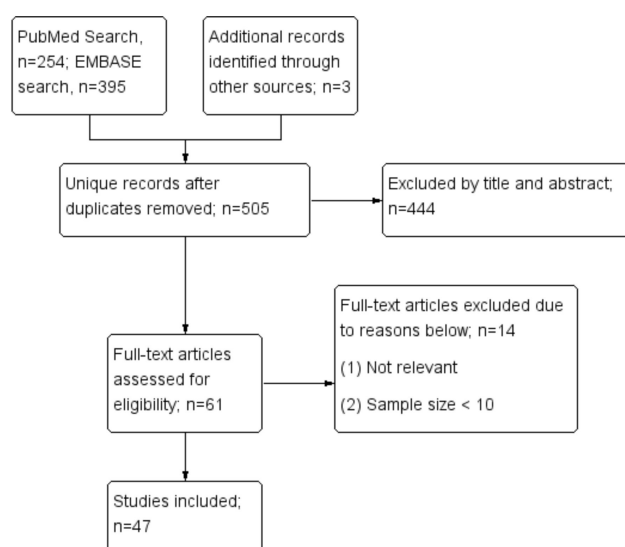 PubMed Search,
n=254; EMBASE
search, n=395
Additional records
identified through
other sources; n=3
Unique records after
duplicates removed; n=505
Excluded by title and abstract;
n=444
Full-text articles excluded due
to reasons below; n=14
(1) Not relevant
(2) Sample size < 10
Full-text articles
assessed for
eligibility; n=61
Studies included;
n=47